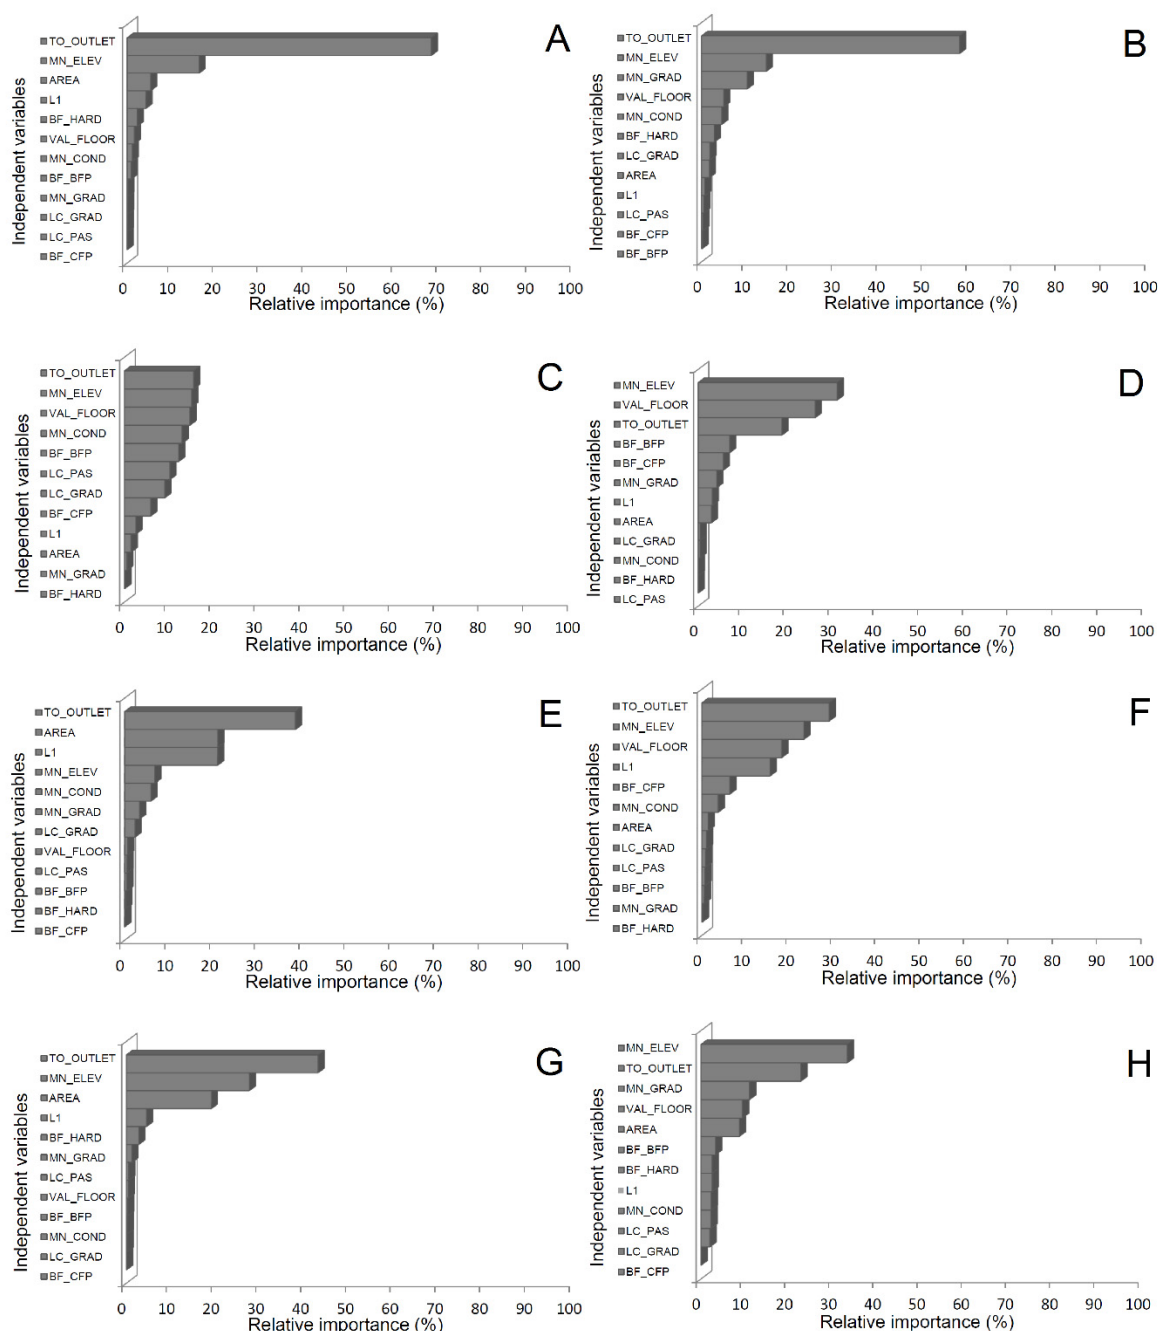 A
Independent variables
TO_OUTLET
MN_ELEV
AREA
L1
BF_HARD
VAL_FLOOR
MN_COND
BF_BFP
MN_GRAD
LC_GRAD
LC_PAS
BF_CFP
0 10 20 30 40 50 60 70 80 90 100
Relative importance (%)
B
Independent variables
TO_OUTLET
MN_ELEV
MN_GRAD
VAL_FLOOR
MN_COND
BF_HARD
LC_GRAD
AREA
L1
LC_PAS
BF_CFP
BF_BFP
0 10 20 30 40 50 60 70 80 90 100
Relative importance (%)
C
Independent variables
TO_OUTLET
MN_ELEV
VAL_FLOOR
MN_COND
BF_BFP
LC_PAS
LC_GRAD
BF_CFP
L1
AREA
MN_GRAD
BF_HARD
0 10 20 30 40 50 60 70 80 90 100
Relative importance (%)
D
Independent variables
MN_ELEV
VAL_FLOOR
TO_OUTLET
BF_BFP
BF_CFP
MN_GRAD
L1
AREA
LC_GRAD
MN_COND
BF_HARD
LC_PAS
0 10 20 30 40 50 60 70 80 90 100
Relative importance (%)
E
Independent variables
TO_OUTLET
AREA
L1
MN_ELEV
MN_COND
MN_GRAD
LC_GRAD
VAL_FLOOR
LC_PAS
BF_BFP
BF_HARD
BF_CFP
0 10 20 30 40 50 60 70 80 90 100
Relative importance (%)
F
Independent variables
TO_OUTLET
MN_ELEV
VAL_FLOOR
L1
BF_CFP
MN_COND
AREA
LC_GRAD
LC_PAS
BF_BFP
MN_GRAD
BF_HARD
0 10 20 30 40 50 60 70 80 90 100
Relative importance (%)
G
Independent variables
TO_OUTLET
MN_ELEV
AREA
L1
BF_HARD
MN_GRAD
LC_PAS
VAL_FLOOR
BF_BFP
MN_COND
LC_GRAD
BF_CFP
0 10 20 30 40 50 60 70 80 90 100
Relative importance (%)
H
Independent variables
MN_ELEV
TO_OUTLET
MN_GRAD
VAL_FLOOR
AREA
BF_BFP
BF_HARD
L1
MN_COND
LC_PAS
LC_GRAD
BF_CFP
0 10 20 30 40 50 60 70 80 90 100
Relative importance (%)